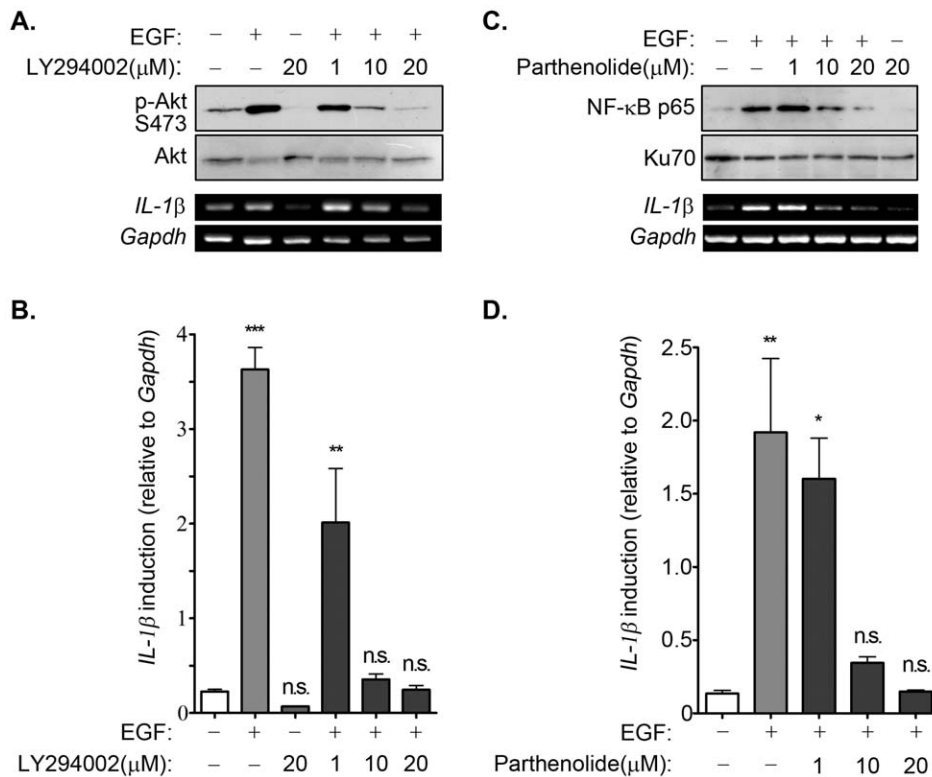 A.
EGF: – + – + + +
LY294002(μM): – – 20 1 10 20
p-Akt
S473
Akt
IL-1β
Gapdh
B.
IL-1β induction (relative to Gapdh)
4
3
2
1
0
***
n.s.
**
n.s.
n.s.
EGF: – + – + + +
LY294002(μM): – – 20 1 10 20
C.
EGF: – + + + + –
Parthenolide(μM): – – 1 10 20 20
NF-κB p65
Ku70
IL-1β
Gapdh
D.
IL-1β induction (relative to Gapdh)
2.5
2.0
1.5
1.0
0.5
0.0
**
*
n.s.
n.s.
EGF: – + + + +
Parthenolide(μM): – – 1 10 20